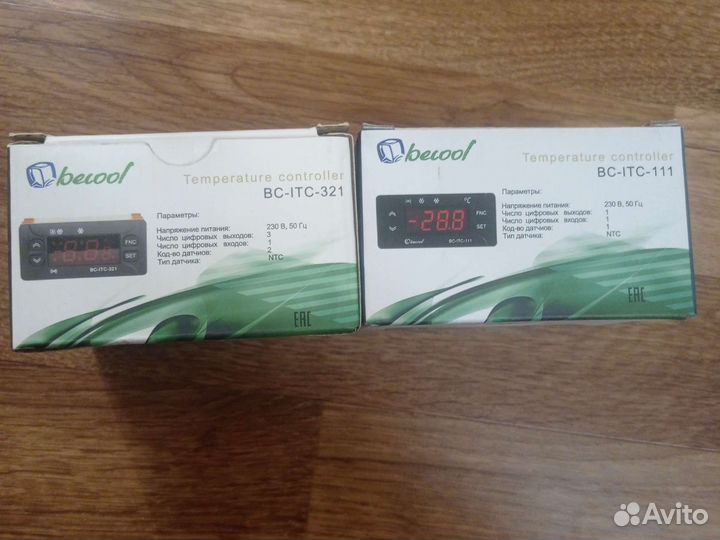 becool
Temperature controller
BC-ITC-321
Параметры:
Напряжение питания: 230 В, 50 Гц
Число цифровых выходов: 3
Число цифровых входов: 1
Код-во датчиков: 2
Тип датчика: NTC
FNC
SET
BC-ITC-321
EAC
becool
Temperature controller
BC-ITC-111
Параметры:
Напряжение питания: 230 В, 50 Гц
Число цифровых выходов: 1
Число цифровых входов: 1
Код-во датчиков: 1
Тип датчика: NTC
°C
-28.8
FNC
SET
becool
BC-ITC-111
EAC
Avito